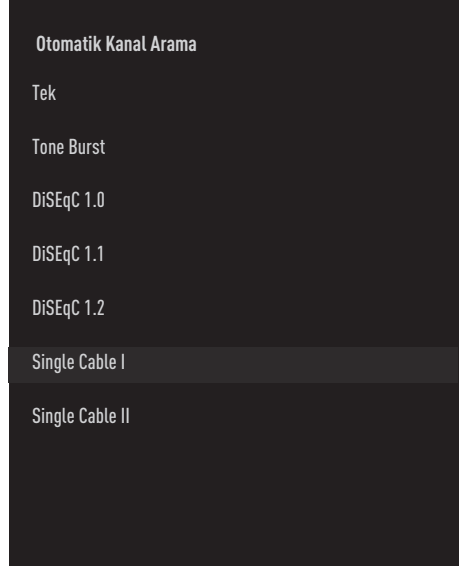 Otomatik Kanal Arama
Tek
Tone Burst
DiSEqC 1.0
DiSEqC 1.1
DiSEqC 1.2
Single Cable I
Single Cable II